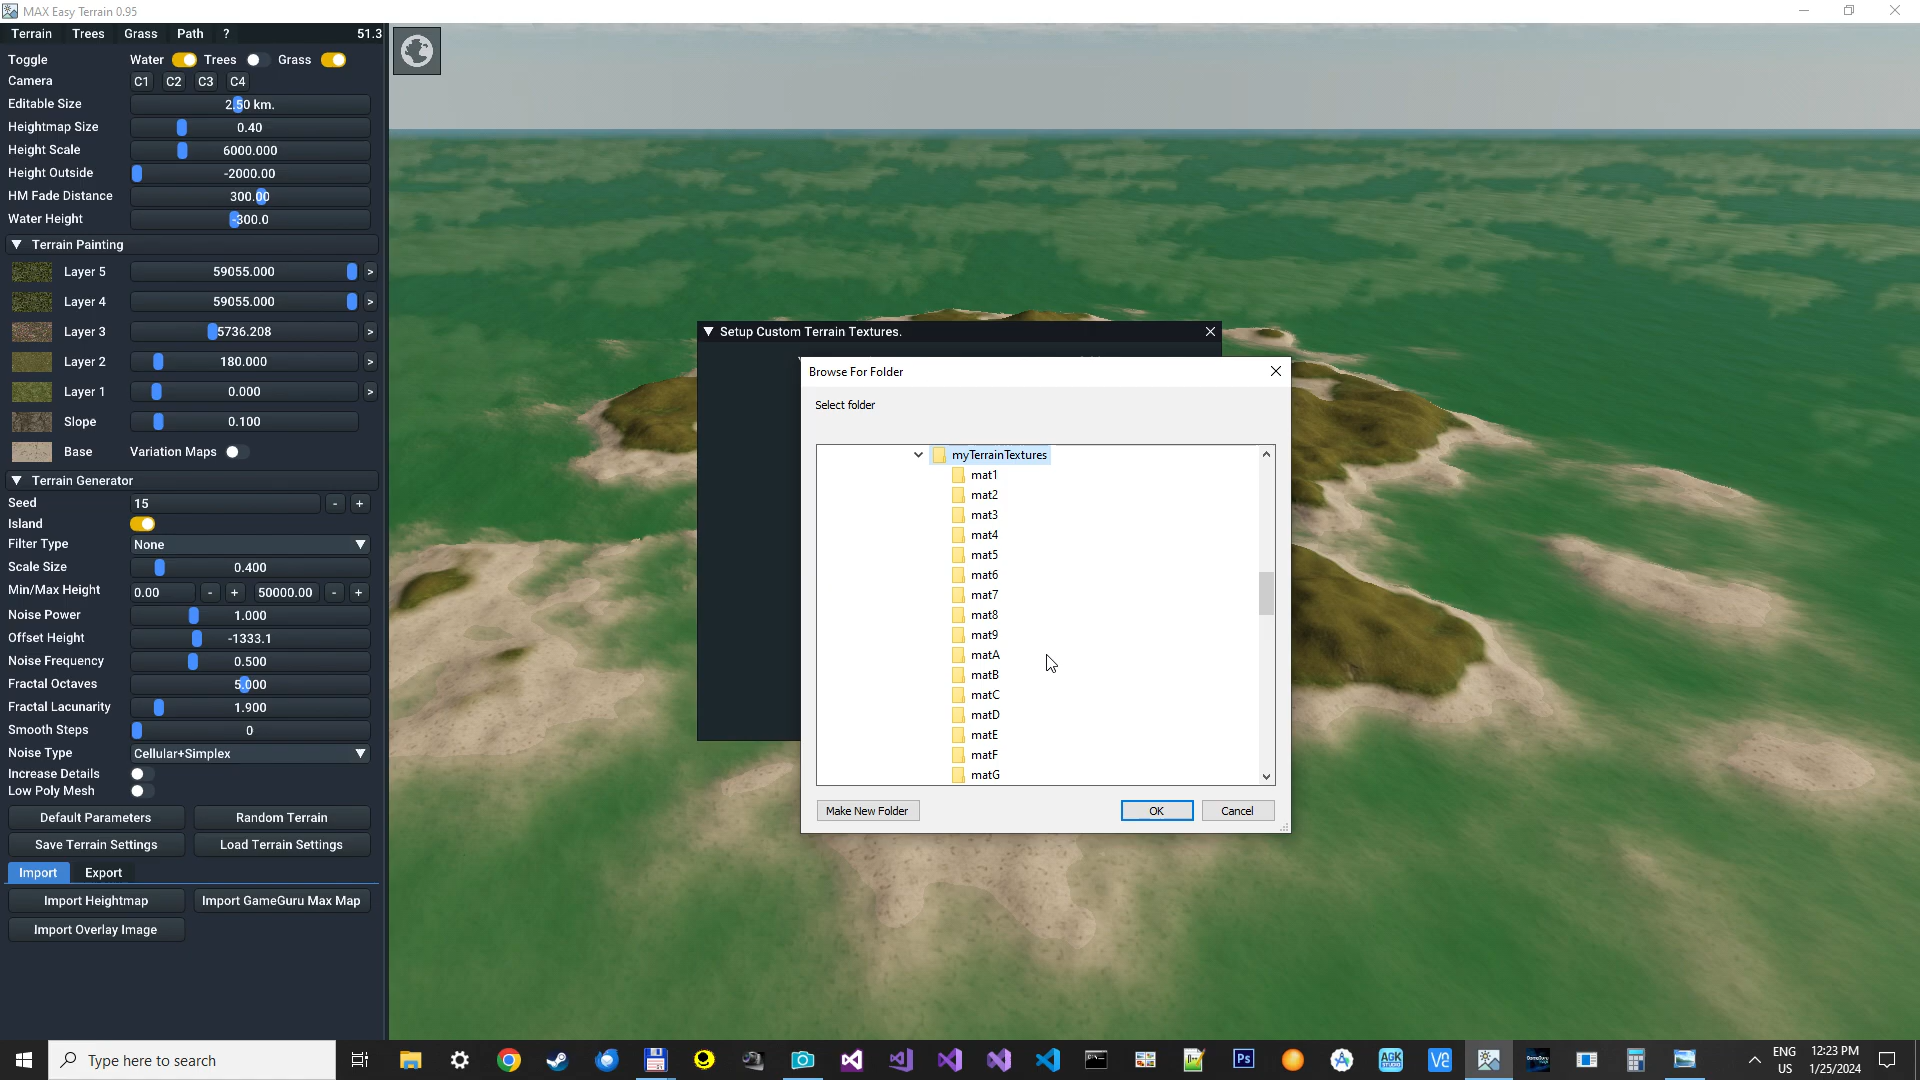 MAX Easy Terrain 0.95
Terrain Trees Grass Path ? 51.3
Toggle Water Trees Grass
Camera C1 C2 C3 C4
Editable Size 2.50 km.
Heightmap Size 0.40
Height Scale 6000.000
Height Outside -2000.00
HM Fade Distance 300.00
Water Height -300.0
Terrain Painting
Layer 5 59055.000 >
Layer 4 59055.000 >
Layer 3 5736.208 >
Layer 2 180.000 >
Layer 1 0.000 >
Slope 0.100
Base Variation Maps
Terrain Generator
Seed 15 - +
Island
Filter Type None
Scale Size 0.400
Min/Max Height 0.00 - + 50000.00 - +
Noise Power 1.000
Offset Height -1333.1
Noise Frequency 0.500
Fractal Octaves 5.000
Fractal Lacunarity 1.900
Smooth Steps 0
Noise Type Cellular+Simplex
Increase Details
Low Poly Mesh
Default Parameters Random Terrain
Save Terrain Settings Load Terrain Settings
Import Export
Import Heightmap Import GameGuru Max Map
Import Overlay Image
Setup Custom Terrain Textures.
Browse For Folder
Select folder
myTerrainTextures
mat1
mat2
mat3
mat4
mat5
mat6
mat7
mat8
mat9
matA
matB
matC
matD
matE
matF
matG
Make New Folder OK Cancel
Type here to search
Ps
AGK
STUDIO
ENG
US
12:23 PM
1/25/2024